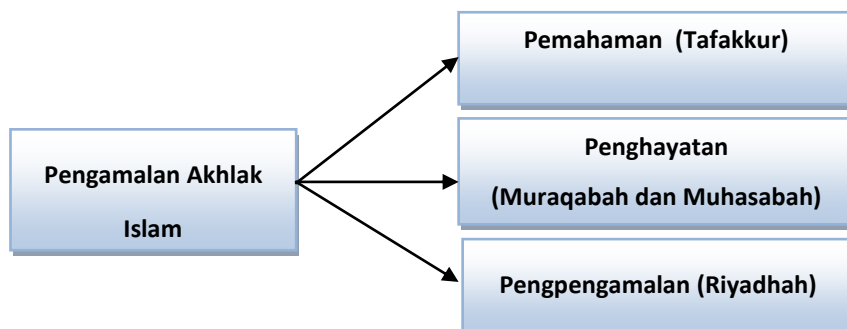 Pemahaman (Tafakkur)
Pengamalan Akhlak
Islam
Penghayatan
(Muraqabah dan Muhasabah)
Pengpengamalan (Riyadhah)